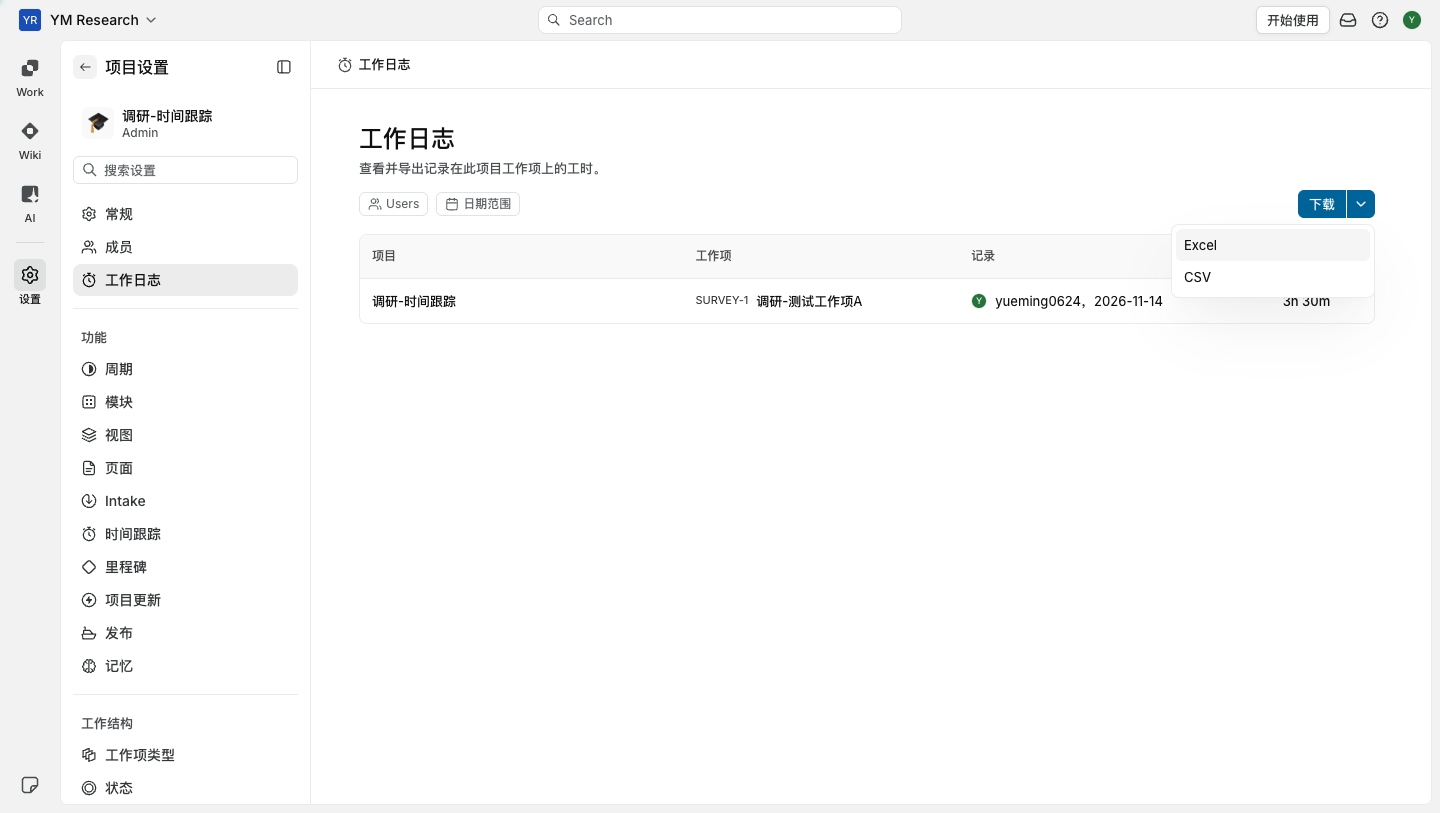 YR YM Research
Search
开始使用
Y
Work
Wiki
AI
设置
项目设置
调研-时间跟踪
Admin
搜索设置
常规
成员
工作日志
功能
周期
模块
视图
页面
Intake
时间跟踪
里程碑
项目更新
发布
记忆
工作结构
工作项类型
状态
工作日志
工作日志
查看并导出记录在此项目工作项上的工时。
Users 日期范围
下载
Excel
CSV
项目 工作项 记录
调研-时间跟踪 SURVEY-1 调研-测试工作项A Y yueming0624, 2026-11-14 3h 30m